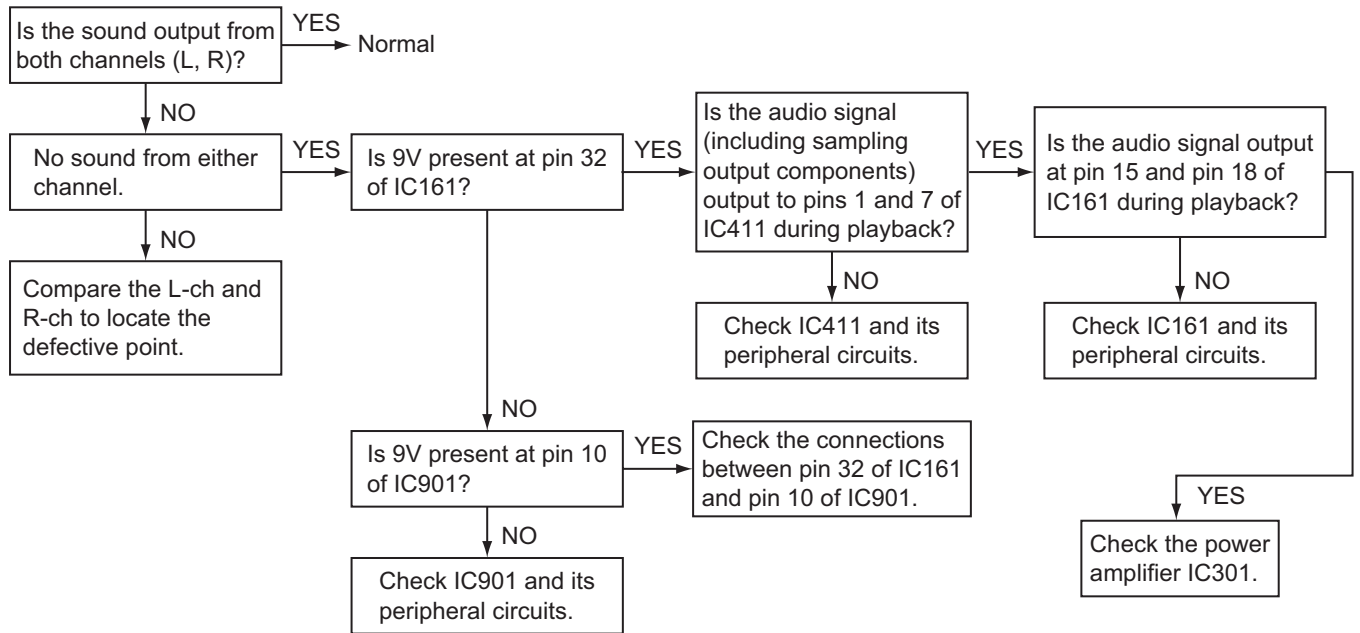 Is the sound output from
both channels (L, R)?
YES
Normal
NO
No sound from either
channel.
YES
Is 9V present at pin 32
of IC161?
YES
Is the audio signal
(including sampling
output components)
output to pins 1 and 7 of
IC411 during playback?
YES
Is the audio signal output
at pin 15 and pin 18 of
IC161 during playback?
NO
Compare the L-ch and
R-ch to locate the
defective point.
NO
Check IC411 and its
peripheral circuits.
NO
Check IC161 and its
peripheral circuits.
NO
Is 9V present at pin 10
of IC901?
YES
Check the connections
between pin 32 of IC161
and pin 10 of IC901.
YES
Check the power
amplifier IC301.
NO
Check IC901 and its
peripheral circuits.